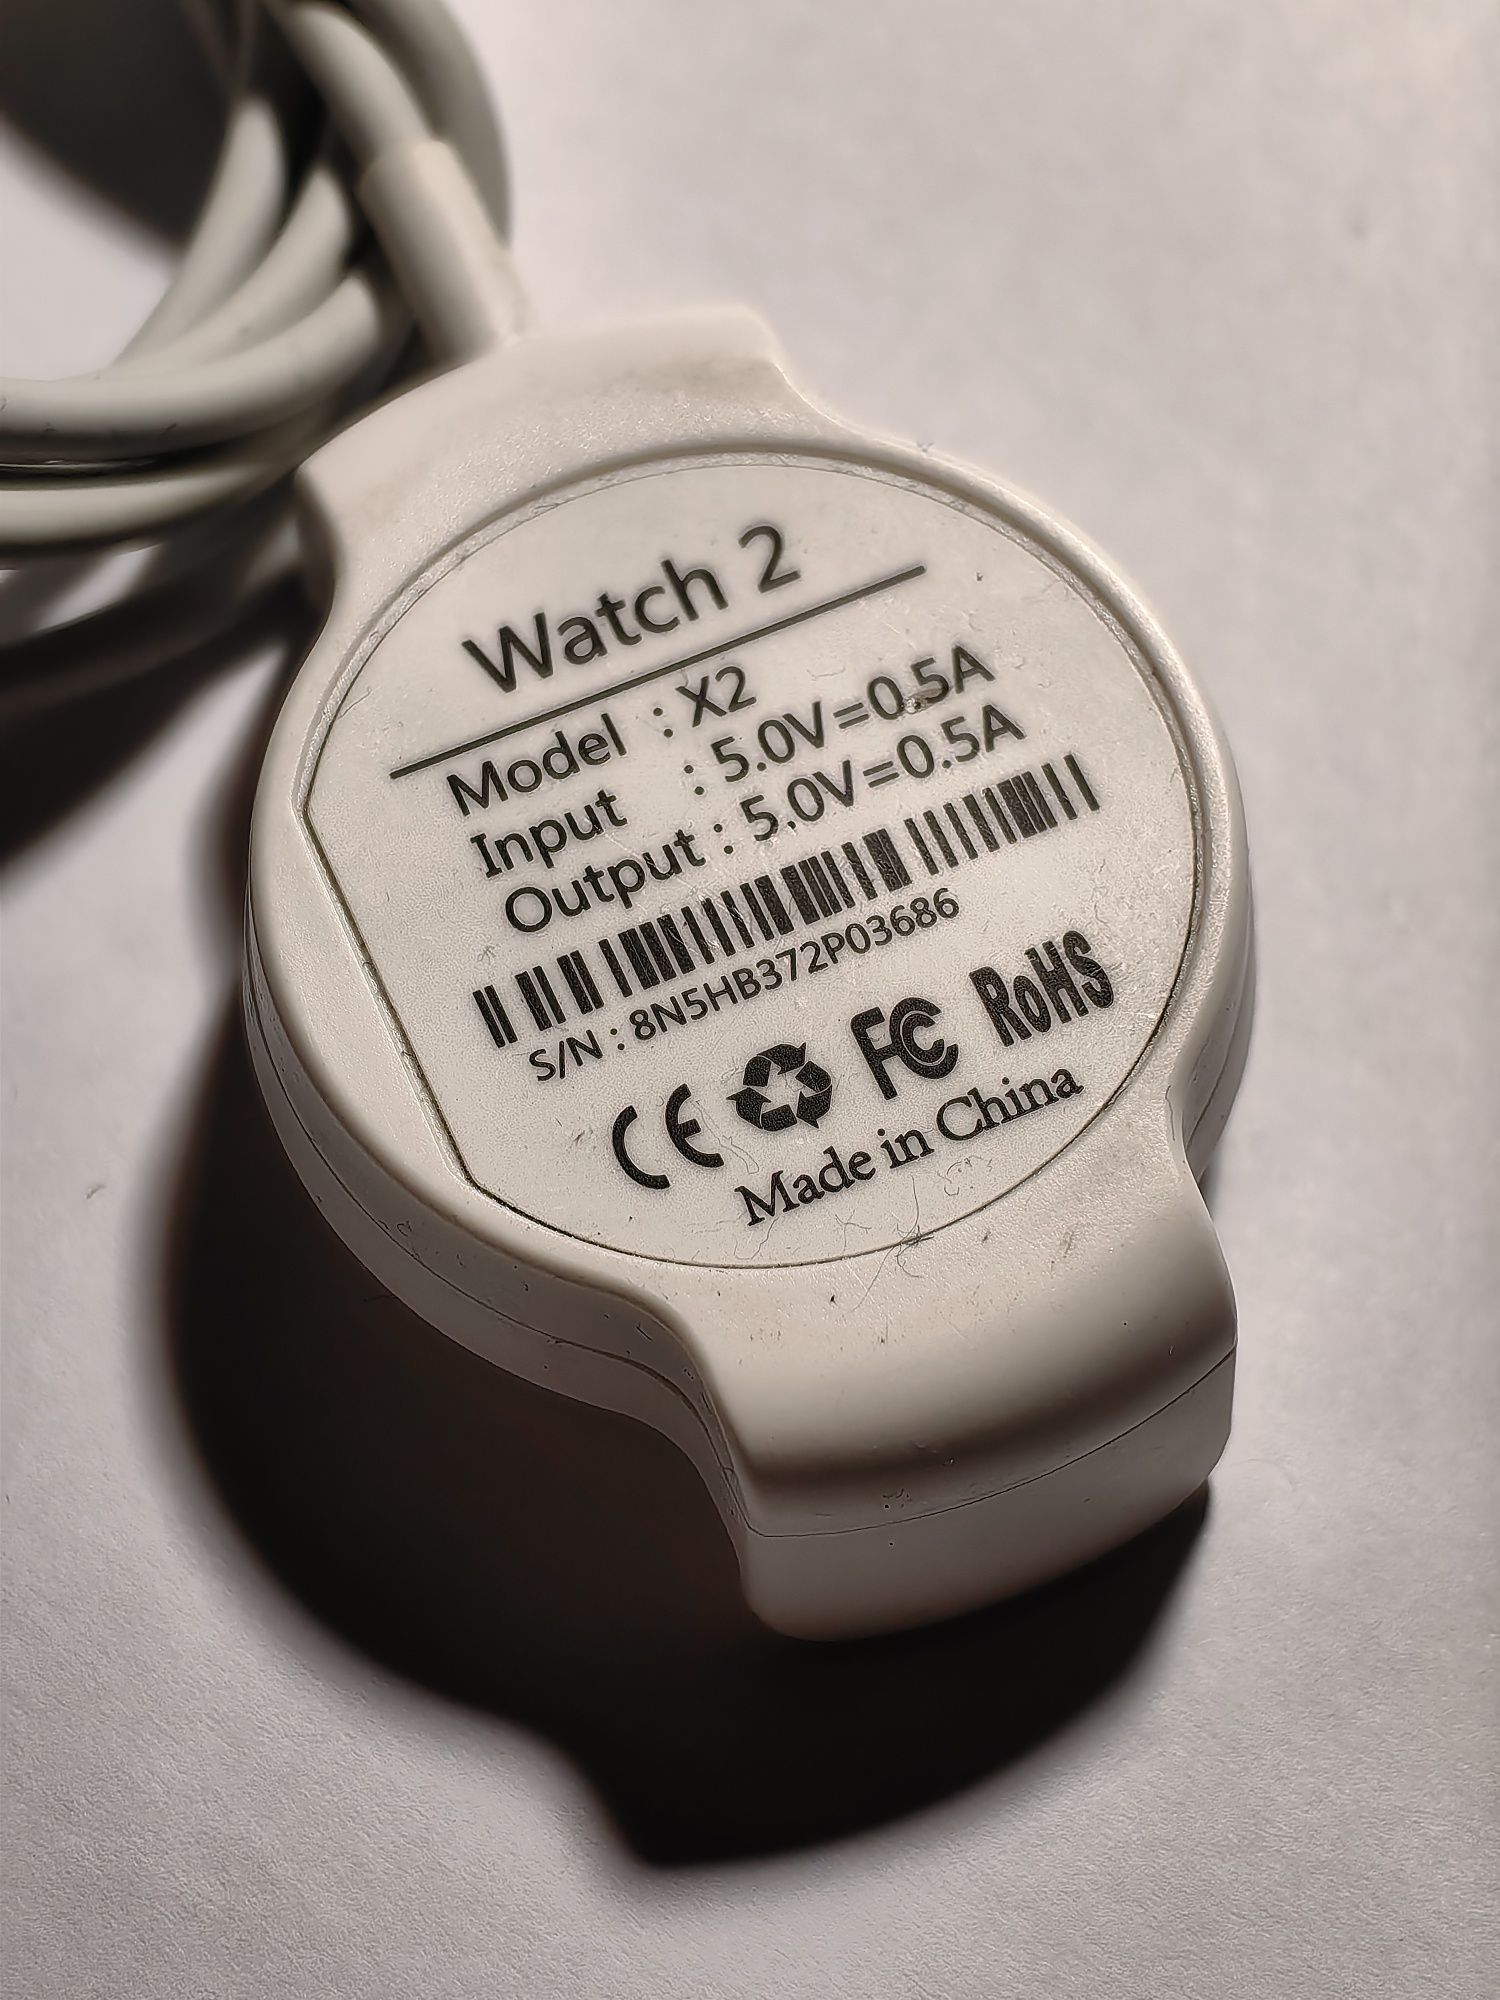 Watch 2
Model : X2
Input : 5.0V=0.5A
Output : 5.0V=0.5A
S/N : 8N5HB372P03686
CE FC RoHS
Made in China